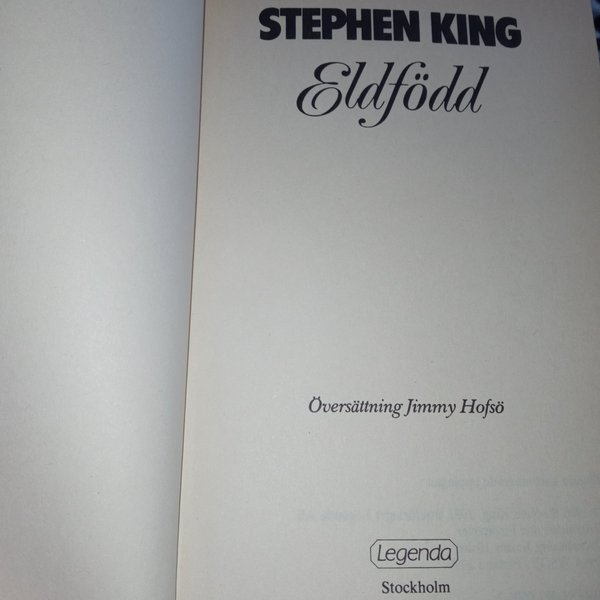 STEPHEN KING
Eldfödd
Översättning Jimmy Hofsö
Legenda
Stockholm